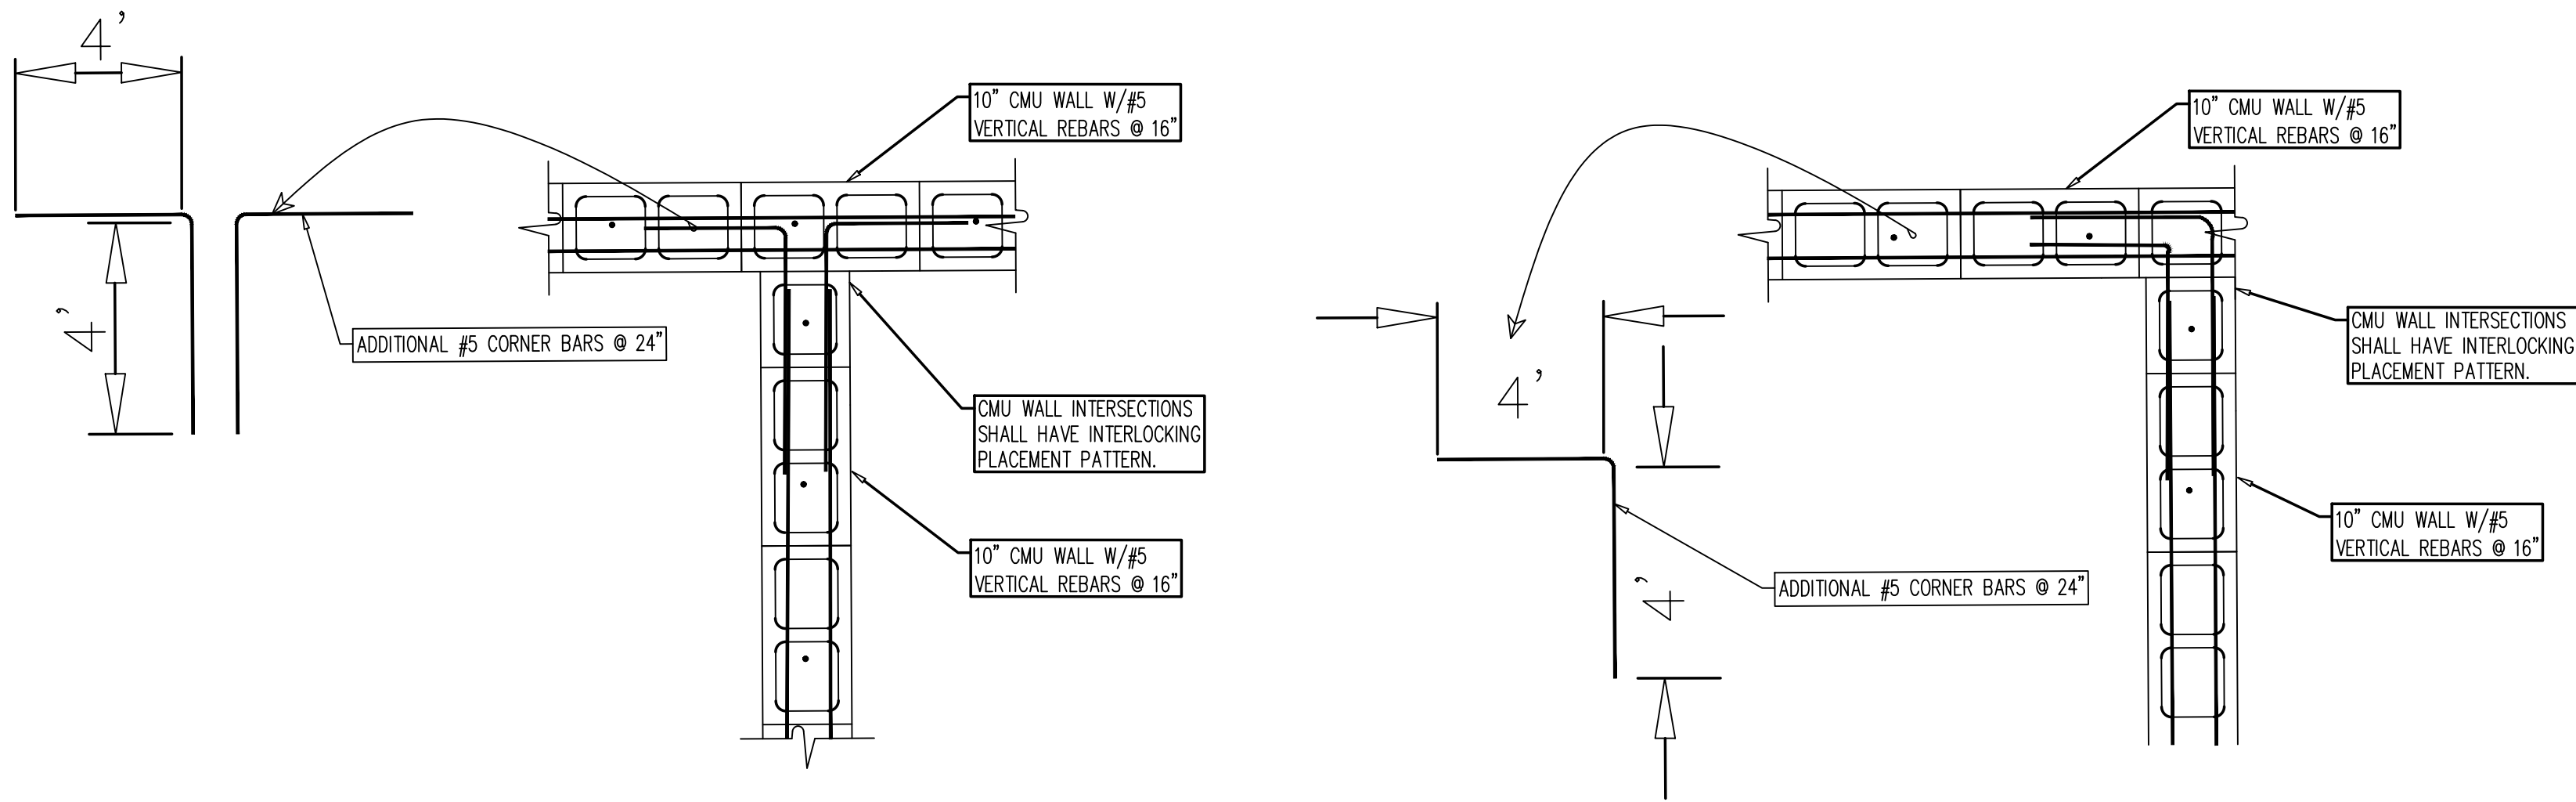 4'
4'
10" CMU WALL W/#5
VERTICAL REBARS @ 16"
ADDITIONAL #5 CORNER BARS @ 24"
CMU WALL INTERSECTIONS
SHALL HAVE INTERLOCKING
PLACEMENT PATTERN.
10" CMU WALL W/#5
VERTICAL REBARS @ 16"
10" CMU WALL W/#5
VERTICAL REBARS @ 16"
4'
4'
CMU WALL INTERSECTIONS
SHALL HAVE INTERLOCKING
PLACEMENT PATTERN.
10" CMU WALL W/#5
VERTICAL REBARS @ 16"
ADDITIONAL #5 CORNER BARS @ 24"